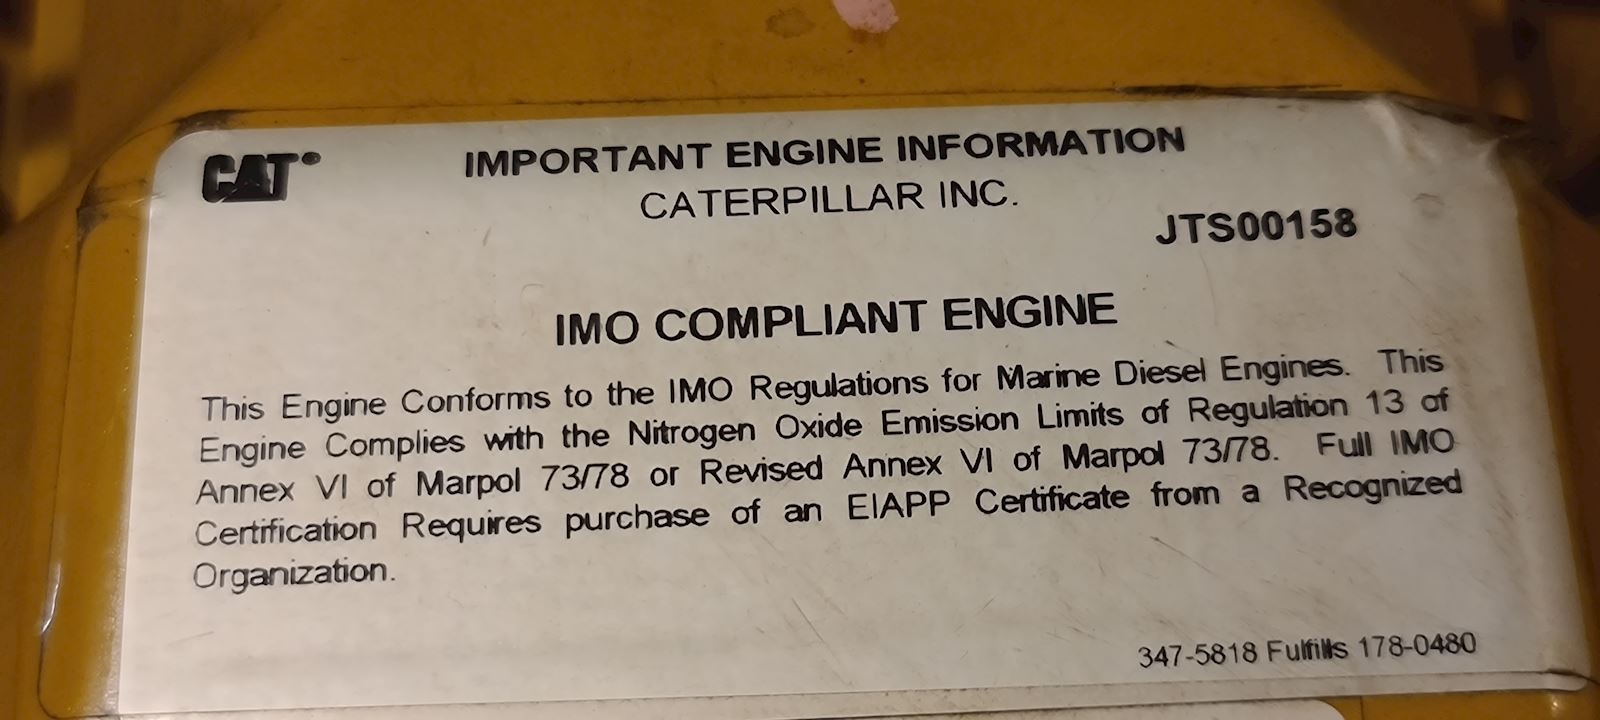 CAT®
IMPORTANT ENGINE INFORMATION
CATERPILLAR INC.
JTS00158
IMO COMPLIANT ENGINE
This Engine Conforms to the IMO Regulations for Marine Diesel Engines. This
Engine Complies with the Nitrogen Oxide Emission Limits of Regulation 13 of
Annex VI of Marpol 73/78 or Revised Annex VI of Marpol 73/78. Full IMO
Certification Requires purchase of an EIAPP Certificate from a Recognized
Organization.
347-5818 Fulfills 178-0480